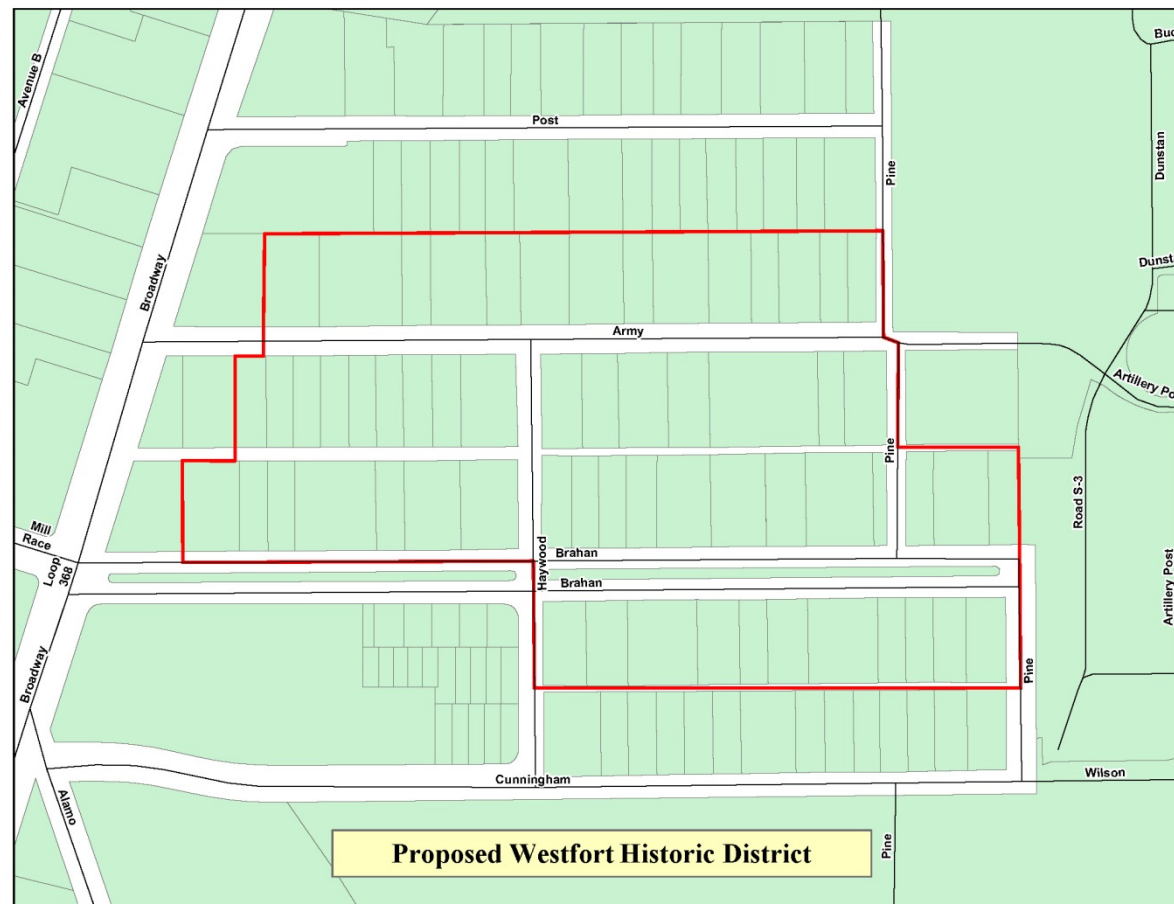 Avenue B
Buc
Post
Pine
Dunstan
Broadway
Dunsta
Army
Artillery Po
Pine
Mill
Race
Loop
368
Haywood
Brahan
Brahan
Road S-3
Artillery Post
Broadway
Pine
Cunningham
Wilson
Alamo
Pine
Proposed Westfort Historic District